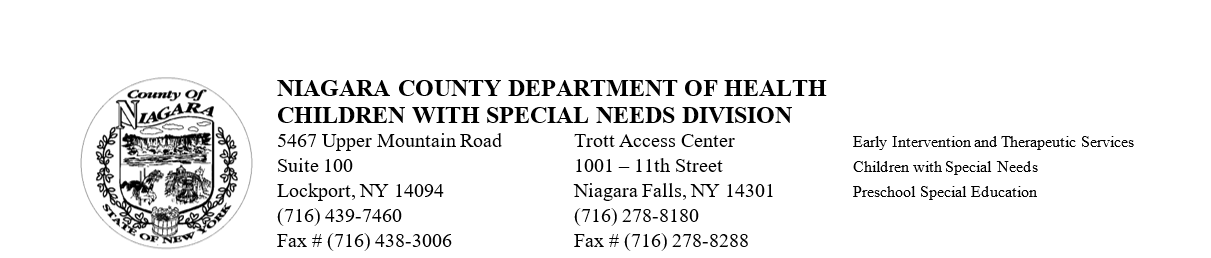 County Of
NIAGARA
STATE OF NEW YORK
NIAGARA COUNTY DEPARTMENT OF HEALTH
CHILDREN WITH SPECIAL NEEDS DIVISION
5467 Upper Mountain Road
Suite 100
Lockport, NY 14094
(716) 439-7460
Fax # (716) 438-3006
Trott Access Center
1001 – 11th Street
Niagara Falls, NY 14301
(716) 278-8180
Fax # (716) 278-8288
Early Intervention and Therapeutic Services
Children with Special Needs
Preschool Special Education